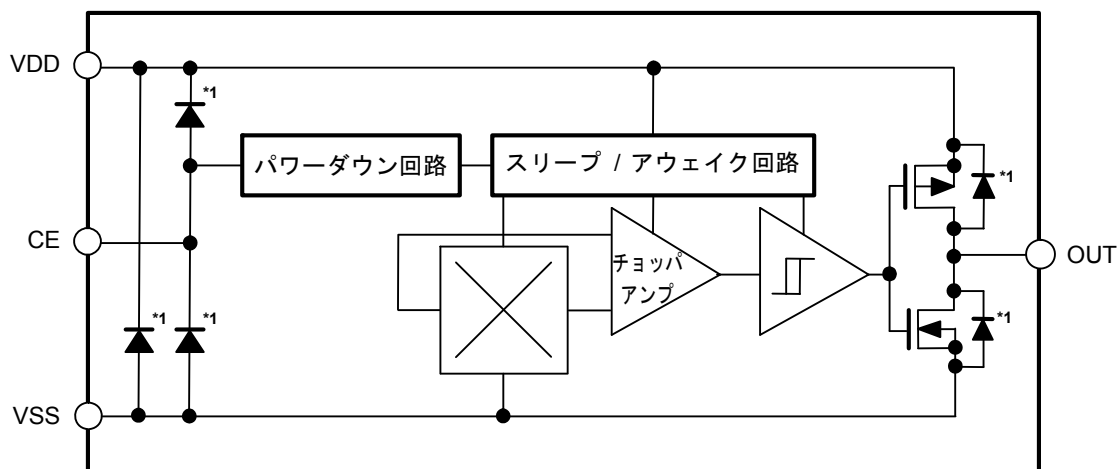 VDD
*1
パワーダウン回路
スリープ / アウェイク回路
*1
CE
OUT
チョッパ
アンプ
*1
*1
*1
VSS